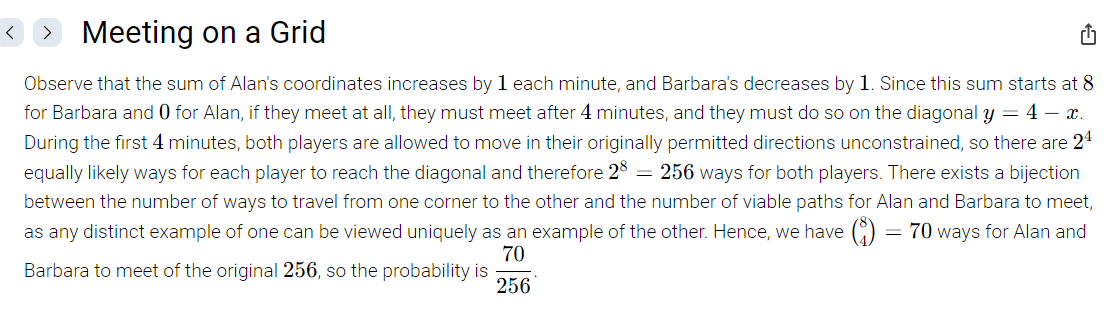 Meeting on a Grid
Observe that the sum of Alan's coordinates increases by 1 each minute, and Barbara's decreases by 1. Since this sum starts at 8
for Barbara and 0 for Alan, if they meet at all, they must meet after 4 minutes, and they must do so on the diagonal y = 4 − x.
During the first 4 minutes, both players are allowed to move in their originally permitted directions unconstrained, so there are 2⁴
equally likely ways for each player to reach the diagonal and therefore 2⁸ = 256 ways for both players. There exists a bijection
between the number of ways to travel from one corner to the other and the number of viable paths for Alan and Barbara to meet,
as any distinct example of one can be viewed uniquely as an example of the other. Hence, we have (8 4) = 70 ways for Alan and
Barbara to meet of the original 256, so the probability is 70/256.